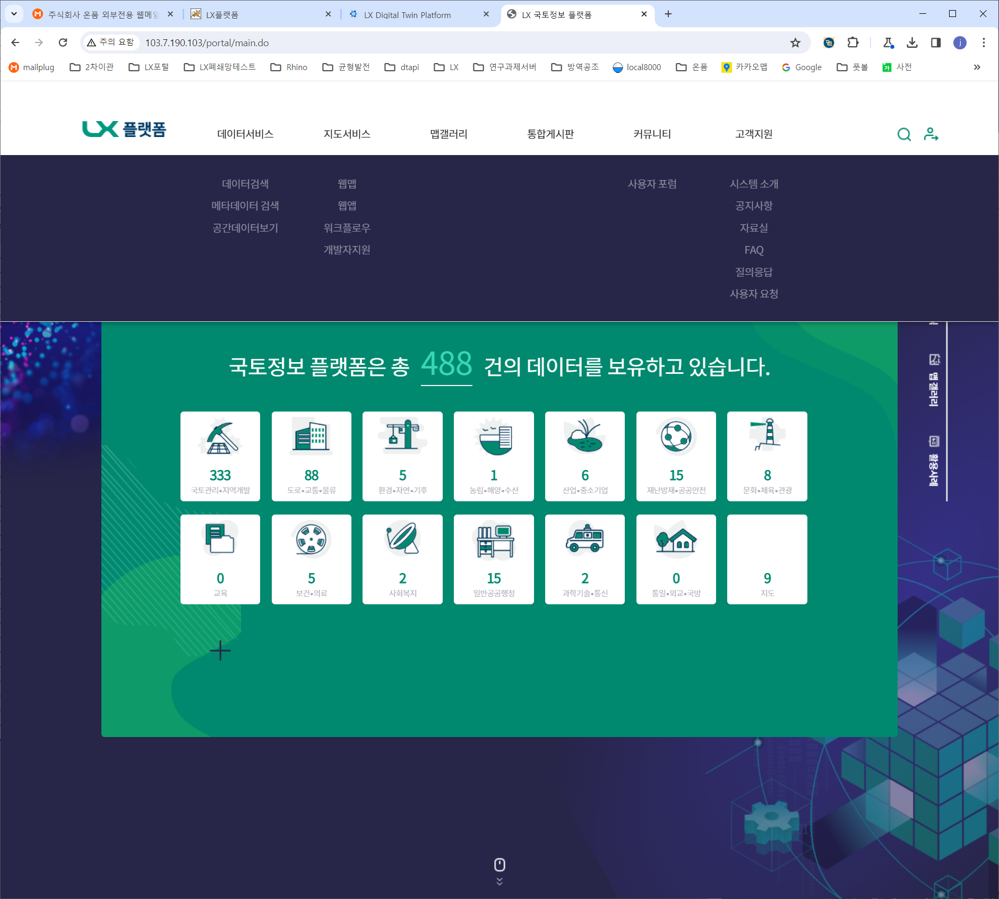 주식회사 온품 외부전용 웹메일
LX플랫폼
LX Digital Twin Platform
LX 국토정보 플랫폼
주의 요함
103.7.190.103/portal/main.do
j
mailplug
2차이관
LX포털
LX폐쇄망테스트
Rhino
균형발전
dtapi
LX
연구과제서버
방역공조
local8000
온품
카카오맵
Google
풋볼
사전
LX 플랫폼
데이터서비스
지도서비스
맵갤러리
통합게시판
커뮤니티
고객지원
데이터검색
웹맵
사용자 포럼
시스템 소개
메타데이터 검색
웹앱
공지사항
공간데이터보기
워크플로우
자료실
개발자지원
FAQ
질의응답
사용자 요청
국토정보 플랫폼은 총 488 건의 데이터를 보유하고 있습니다.
맵갤러리
활용사례
333
국토관리•지역개발
88
도로•교통•물류
5
환경•자연•기후
1
농림•해양•수산
6
산업•중소기업
15
재난방재•공공안전
8
문화•체육•관광
0
교육
5
보건•의료
2
사회복지
15
일반공공행정
2
과학기술•통신
0
통일•외교•국방
9
지도